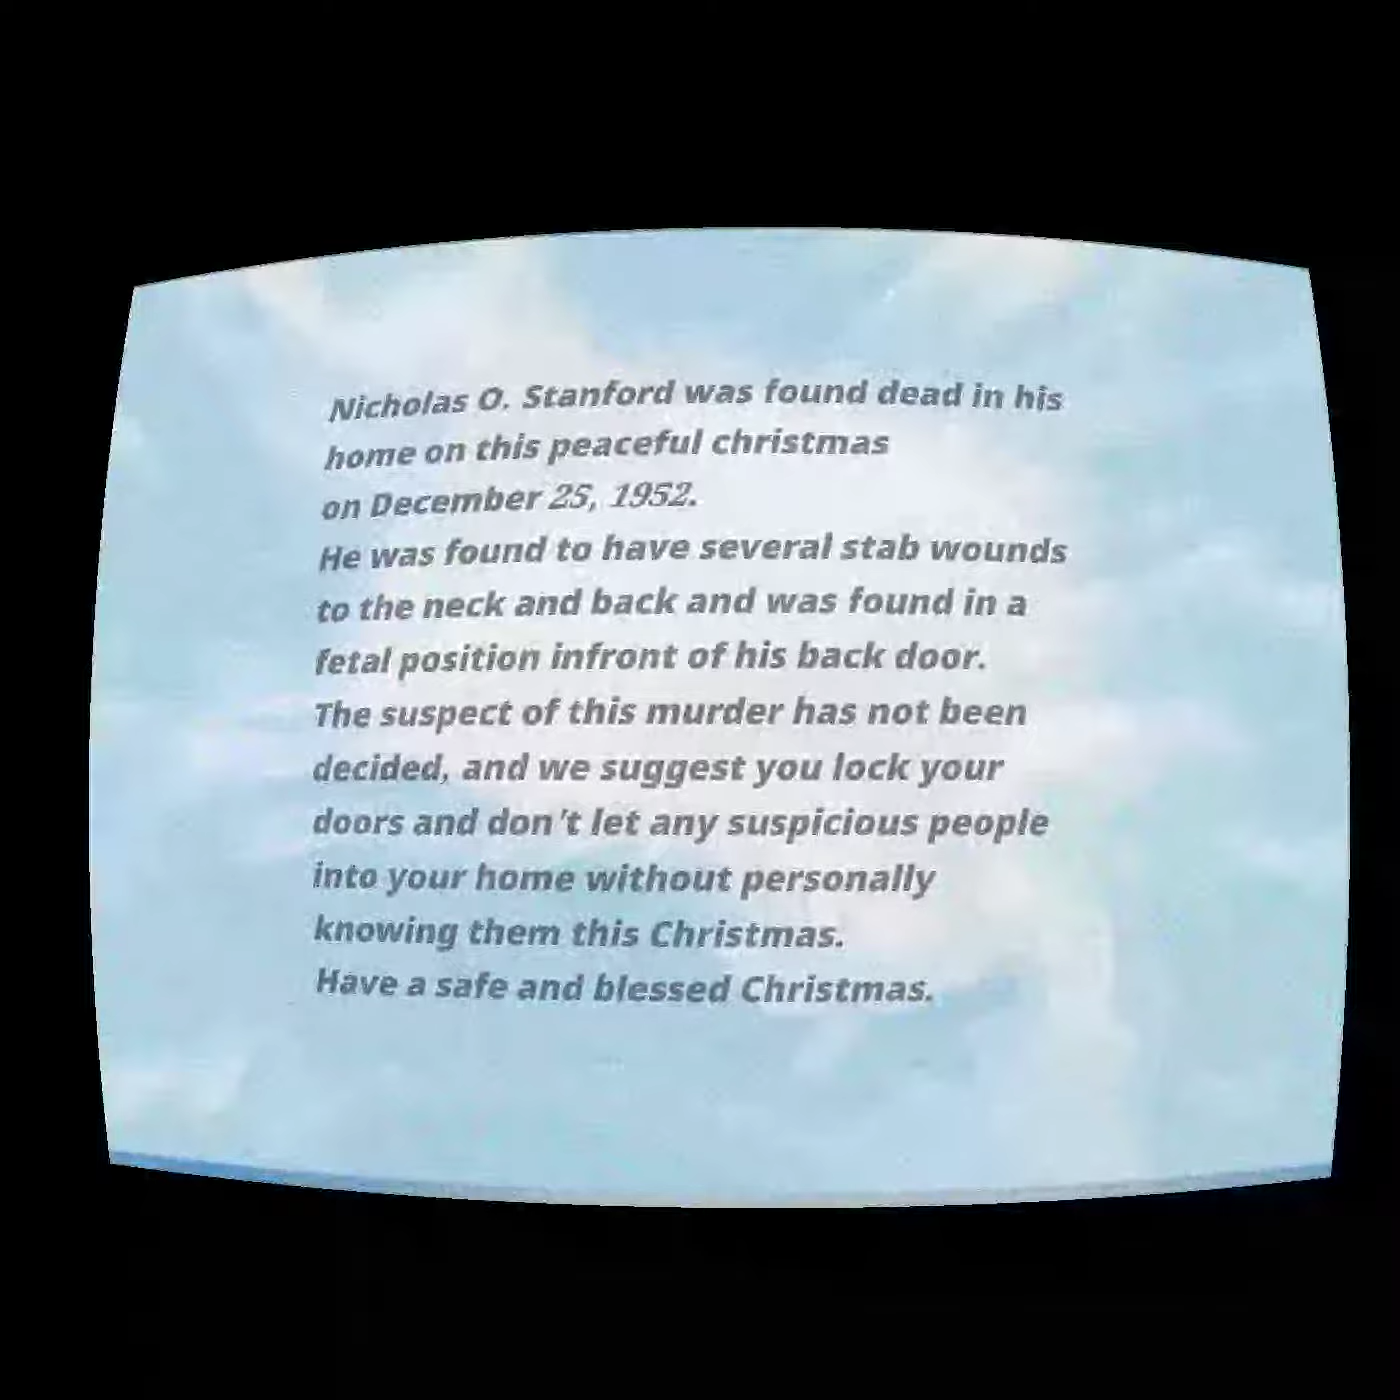 Nicholas O. Stanford was found dead in his
home on this peaceful christmas
on December 25, 1952.
He was found to have several stab wounds
to the neck and back and was found in a
fetal position infront of his back door.
The suspect of this murder has not been
decided, and we suggest you lock your
doors and don't let any suspicious people
into your home without personally
knowing them this Christmas.
Have a safe and blessed Christmas.